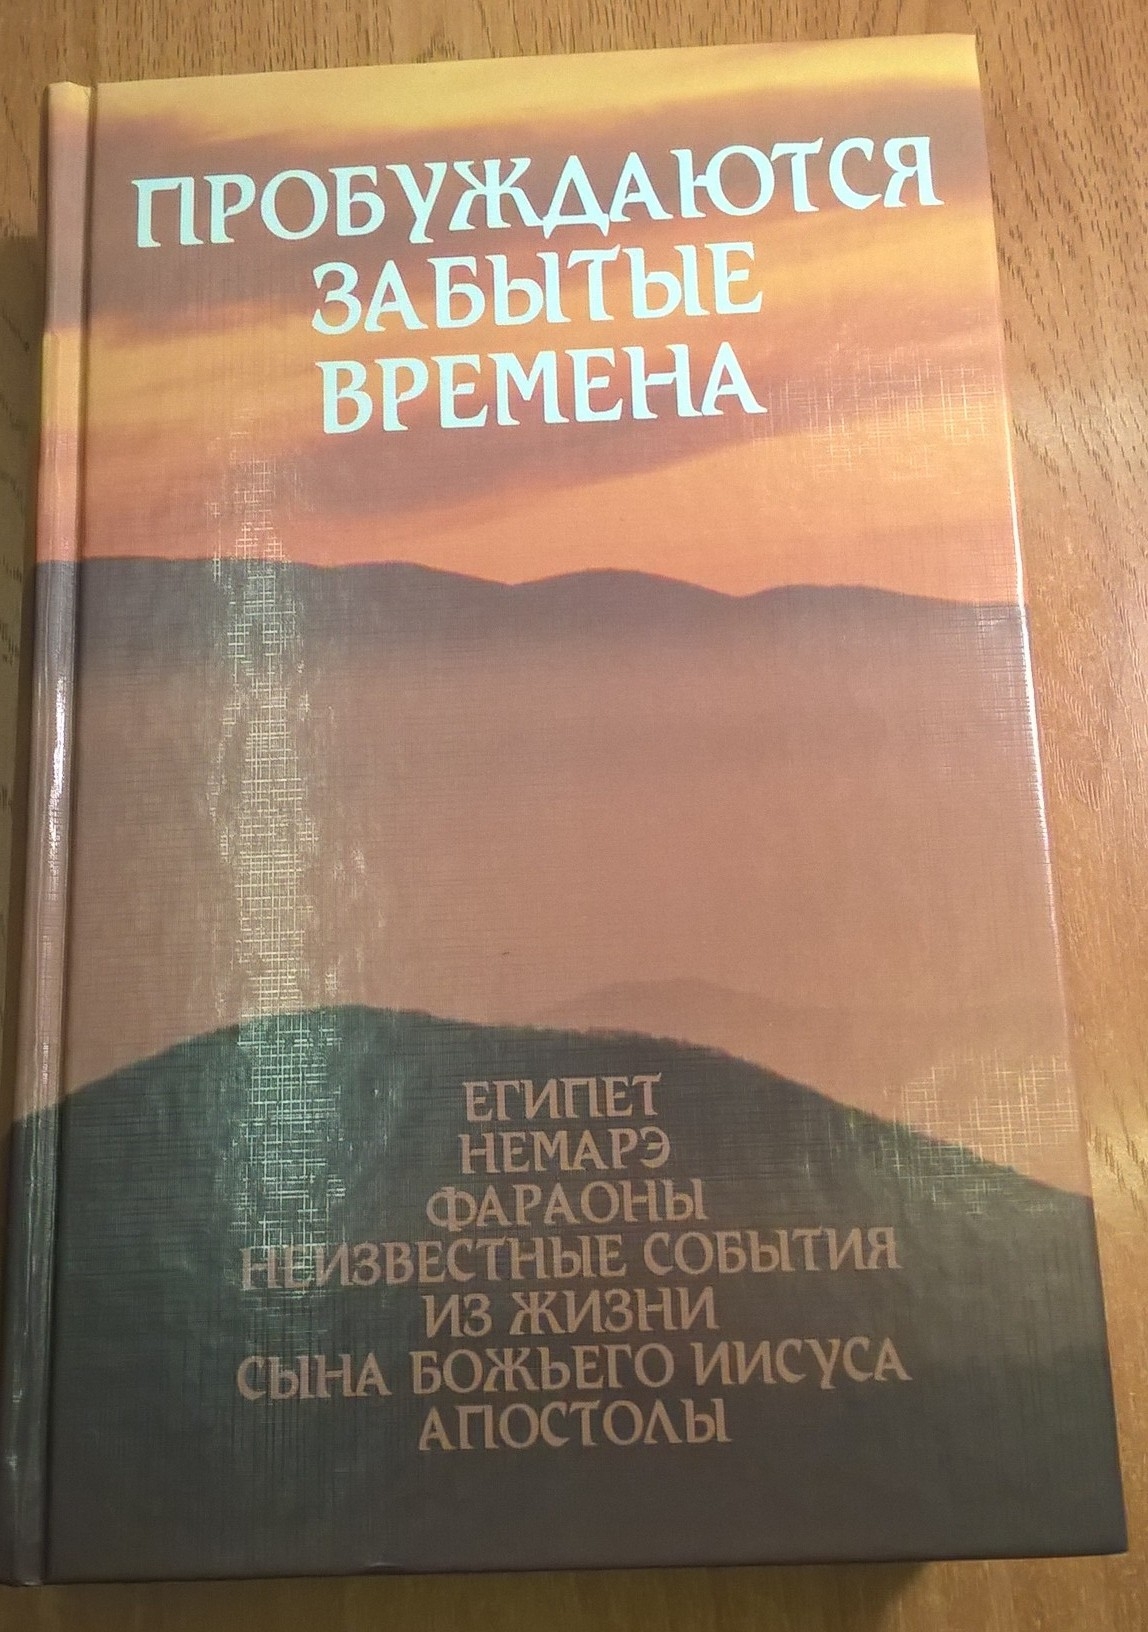 ПРОБУЖДАЮТСЯ
ЗАБЫТЫЕ
ВРЕМЕНА
ЕГИПЕТ
НЕМАРЭ
ФАРАОНЫ
НЕИЗВЕСТНЫЕ СОБЫТИЯ
ИЗ ЖИЗНИ
СЫНА БОЖЬЕГО ИИСУСА
АПОСТОЛЫ